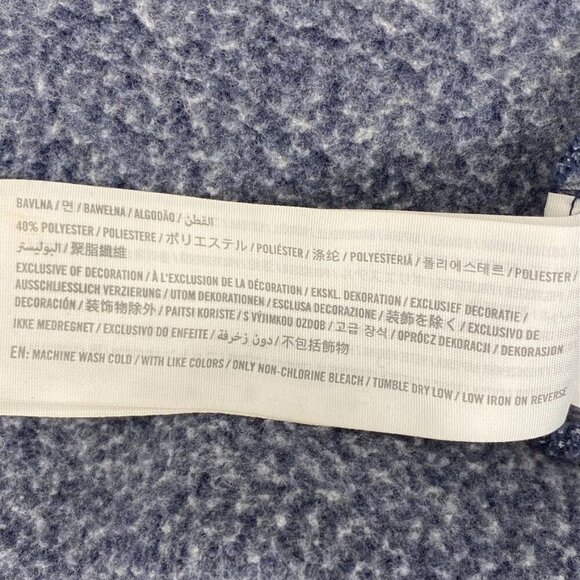 BAVLNA / 면 / BAWEŁNA / ALGODÃO / القطن
40% POLYESTER / POLIESTERE / ポリエステル / POLIÉSTER / 涤纶 / POLYESTERIÄ / 폴리에스테르 / POLIESTER /
البوليستر / 聚脂纖維
EXCLUSIVE OF DECORATION / À L'EXCLUSION DE LA DÉCORATION / EKSKL. DEKORATION / EXCLUSIEF DECORATIE /
AUSSCHLIESSLICH VERZIERUNG / UTOM DEKORATIONEN / ESCLUSA DECORAZIONE / 装飾を除く / EXCLUSIVO DE
DECORACIÓN / 装饰物除外 / PAITSI KORISTE / S VÝJIMKOU OZDOB / 고급 장식 / OPRÓCZ DEKORACJI / DEKORASJON
IKKE MEDREGNET / EXCLUSIVO DO ENFEITE / دون زخرفة / 不包括飾物
EN: MACHINE WASH COLD / WITH LIKE COLORS / ONLY NON-CHLORINE BLEACH / TUMBLE DRY LOW / LOW IRON ON REVERSE